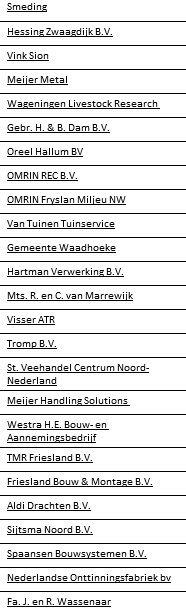 Smeding
Hessing Zwaagdijk B.V.
Vink Sion
Meijer Metal
Wageningen Livestock Research
Gebr. H. & B. Dam B.V.
Oreel Hallum BV
OMRIN REC B.V.
OMRIN Fryslan Miljeu NW
Van Tuinen Tuinservice
Gemeente Waadhoeke
Hartman Verwerking B.V.
Mts. R. en C. van Marrewijk
Visser ATR
Tromp B.V.
St. Veehandel Centrum Noord-
Nederland
Meijer Handling Solutions
Westra H.E. Bouw- en
Aannemingsbedrijf
TMR Friesland B.V.
Friesland Bouw & Montage B.V.
Aldi Drachten B.V.
Sijtsma Noord B.V.
Spaansen Bouwsystemen B.V.
Nederlandse Onttinningsfabriek bv
Fa. J. en R. Wassenaar